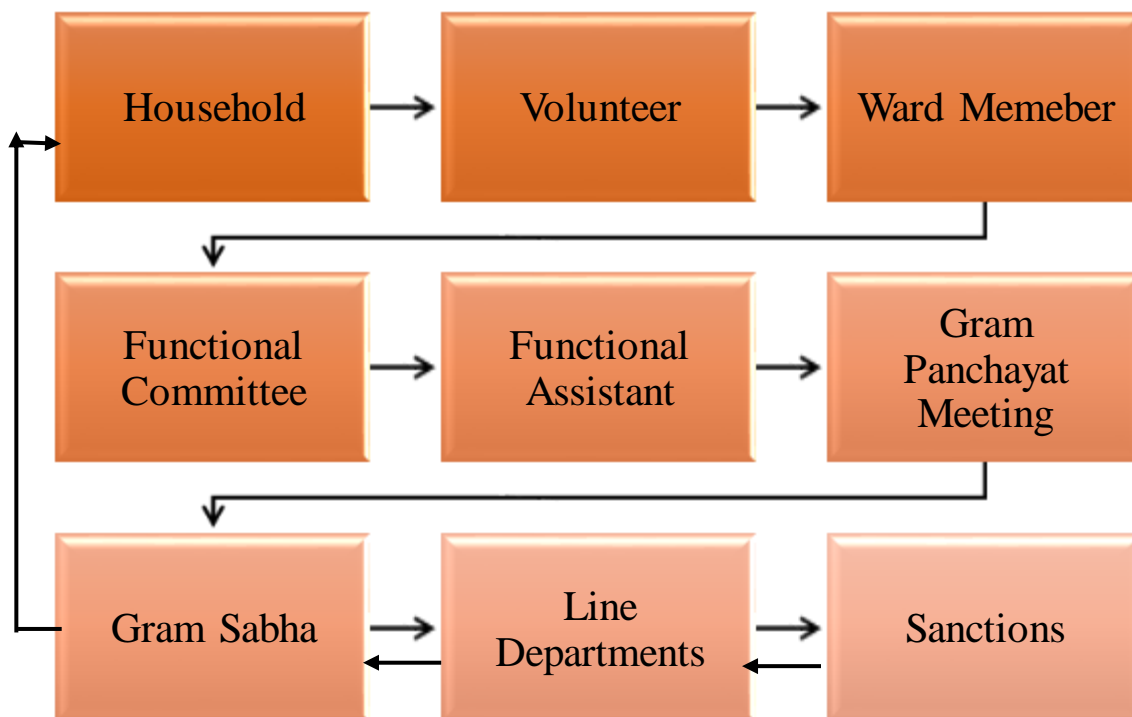 Household
Volunteer
Ward Memeber
Functional
Committee
Functional
Assistant
Gram
Panchayat
Meeting
Gram Sabha
Line
Departments
Sanctions